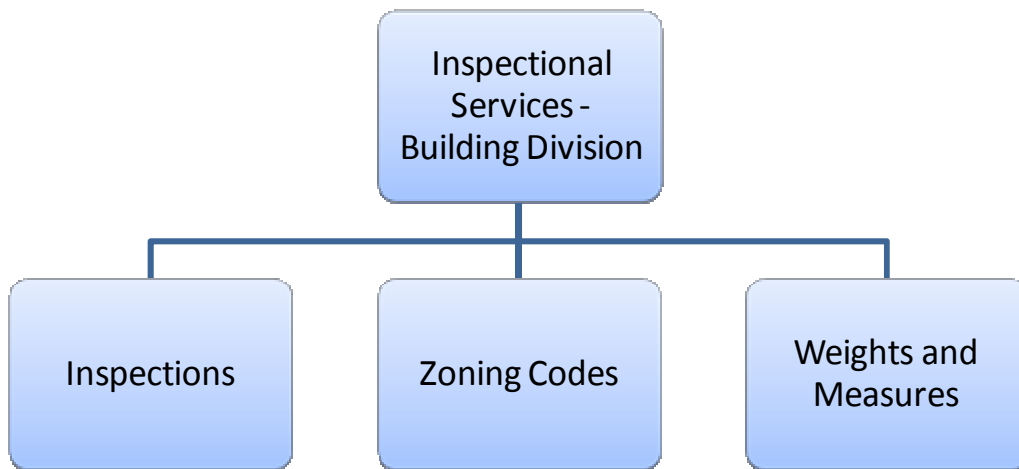 Inspectional
Services -
Building Division
Inspections
Zoning Codes
Weights and
Measures